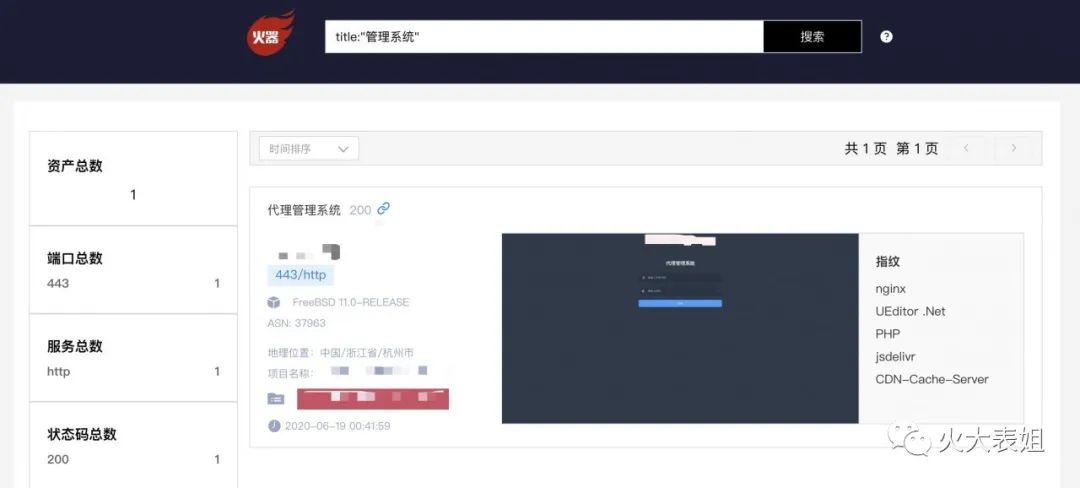 火器
title:"管理系统"
搜索
?
资产总数
1
端口总数
443 1
服务总数
http 1
状态码总数
200 1
时间排序
共 1 页 第 1 页
代理管理系统 200
443/http
FreeBSD 11.0-RELEASE
ASN: 37963
地理位置: 中国/浙江省/杭州市
项目名称:
2020-06-19 00:41:59
代理管理系统
指纹
nginx
UEditor .Net
PHP
jsdelivr
CDN-Cache-Server
火大表姐